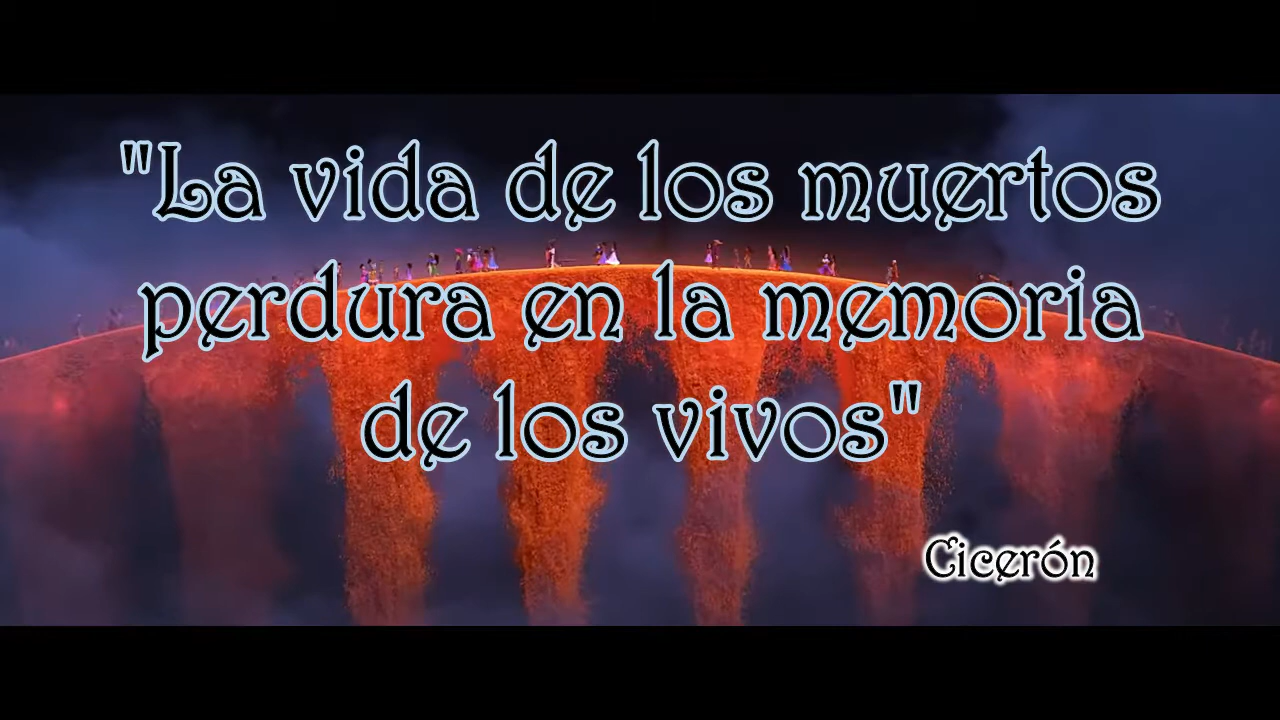 "La vida de los muertos
perdura en la memoria
de los vivos"
Cicerón